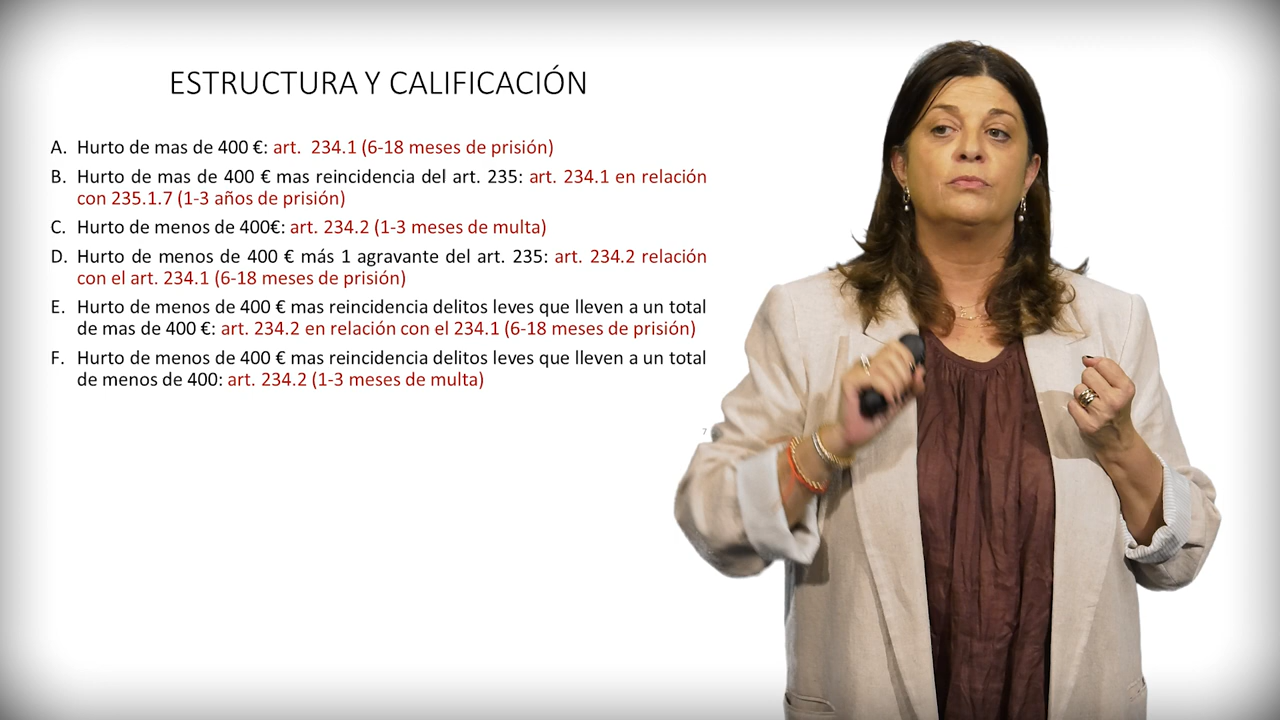 ESTRUCTURA Y CALIFICACIÓN
A. Hurto de mas de 400 €: art. 234.1 (6-18 meses de prisión)
B. Hurto de mas de 400 € mas reincidencia del art. 235: art. 234.1 en relación
con 235.1.7 (1-3 años de prisión)
C. Hurto de menos de 400€: art. 234.2 (1-3 meses de multa)
D. Hurto de menos de 400 € más 1 agravante del art. 235: art. 234.2 relación
con el art. 234.1 (6-18 meses de prisión)
E. Hurto de menos de 400 € mas reincidencia delitos leves que lleven a un total
de mas de 400 €: art. 234.2 en relación con el 234.1 (6-18 meses de prisión)
F. Hurto de menos de 400 € mas reincidencia delitos leves que lleven a un total
de menos de 400: art. 234.2 (1-3 meses de multa)
7